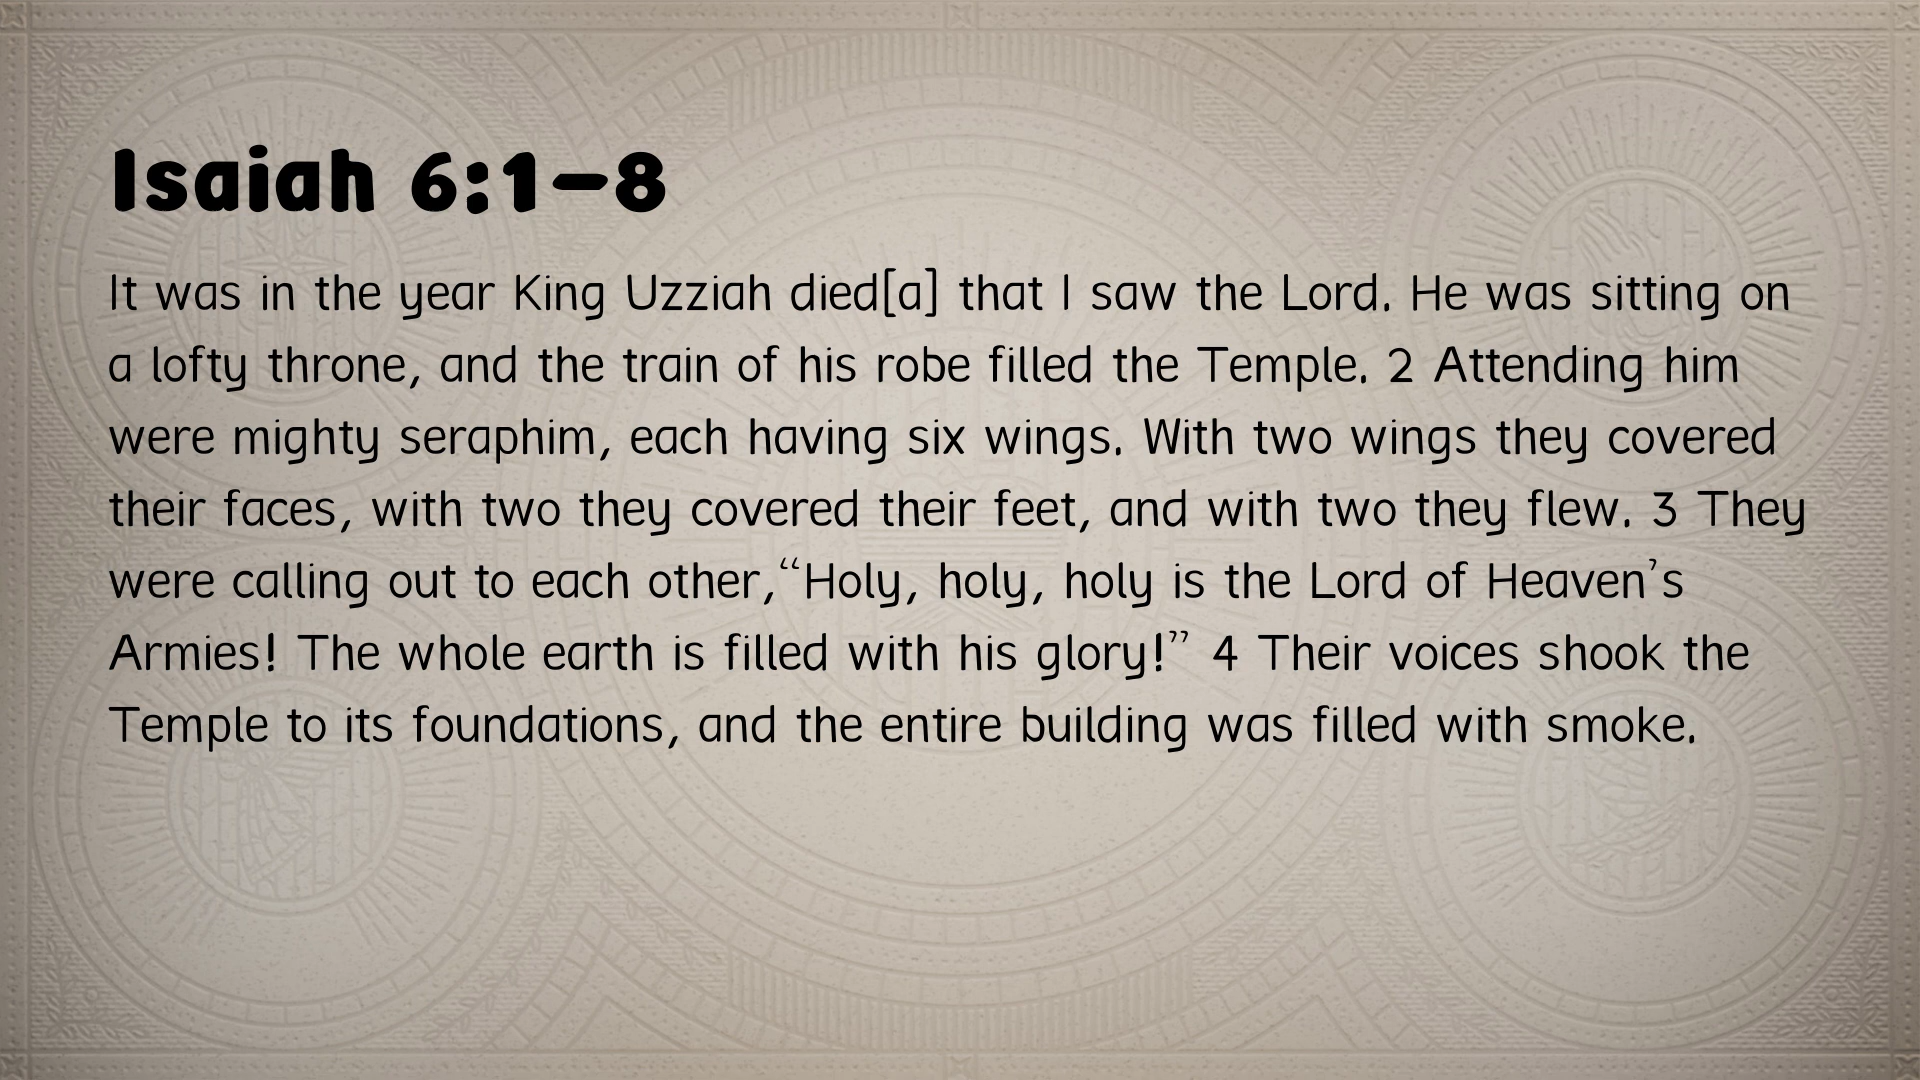 Isaiah 6:1–8
It was in the year King Uzziah died[a] that I saw the Lord. He was sitting on
a lofty throne, and the train of his robe filled the Temple. 2 Attending him
were mighty seraphim, each having six wings. With two wings they covered
their faces, with two they covered their feet, and with two they flew. 3 They
were calling out to each other,“Holy, holy, holy is the Lord of Heaven’s
Armies! The whole earth is filled with his glory!” 4 Their voices shook the
Temple to its foundations, and the entire building was filled with smoke.